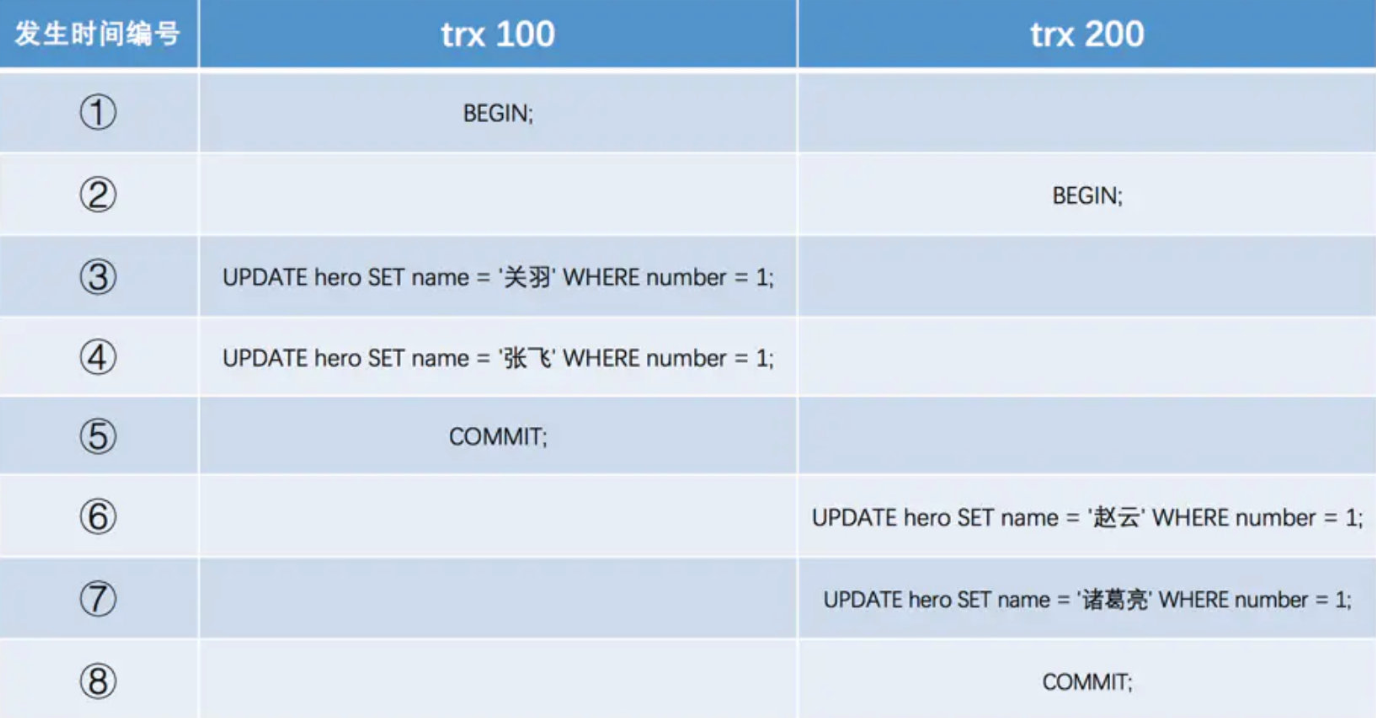 发生时间编号 trx 100 trx 200
① BEGIN;
② BEGIN;
③ UPDATE hero SET name = '关羽' WHERE number = 1;
④ UPDATE hero SET name = '张飞' WHERE number = 1;
⑤ COMMIT;
⑥ UPDATE hero SET name = '赵云' WHERE number = 1;
⑦ UPDATE hero SET name = '诸葛亮' WHERE number = 1;
⑧ COMMIT;